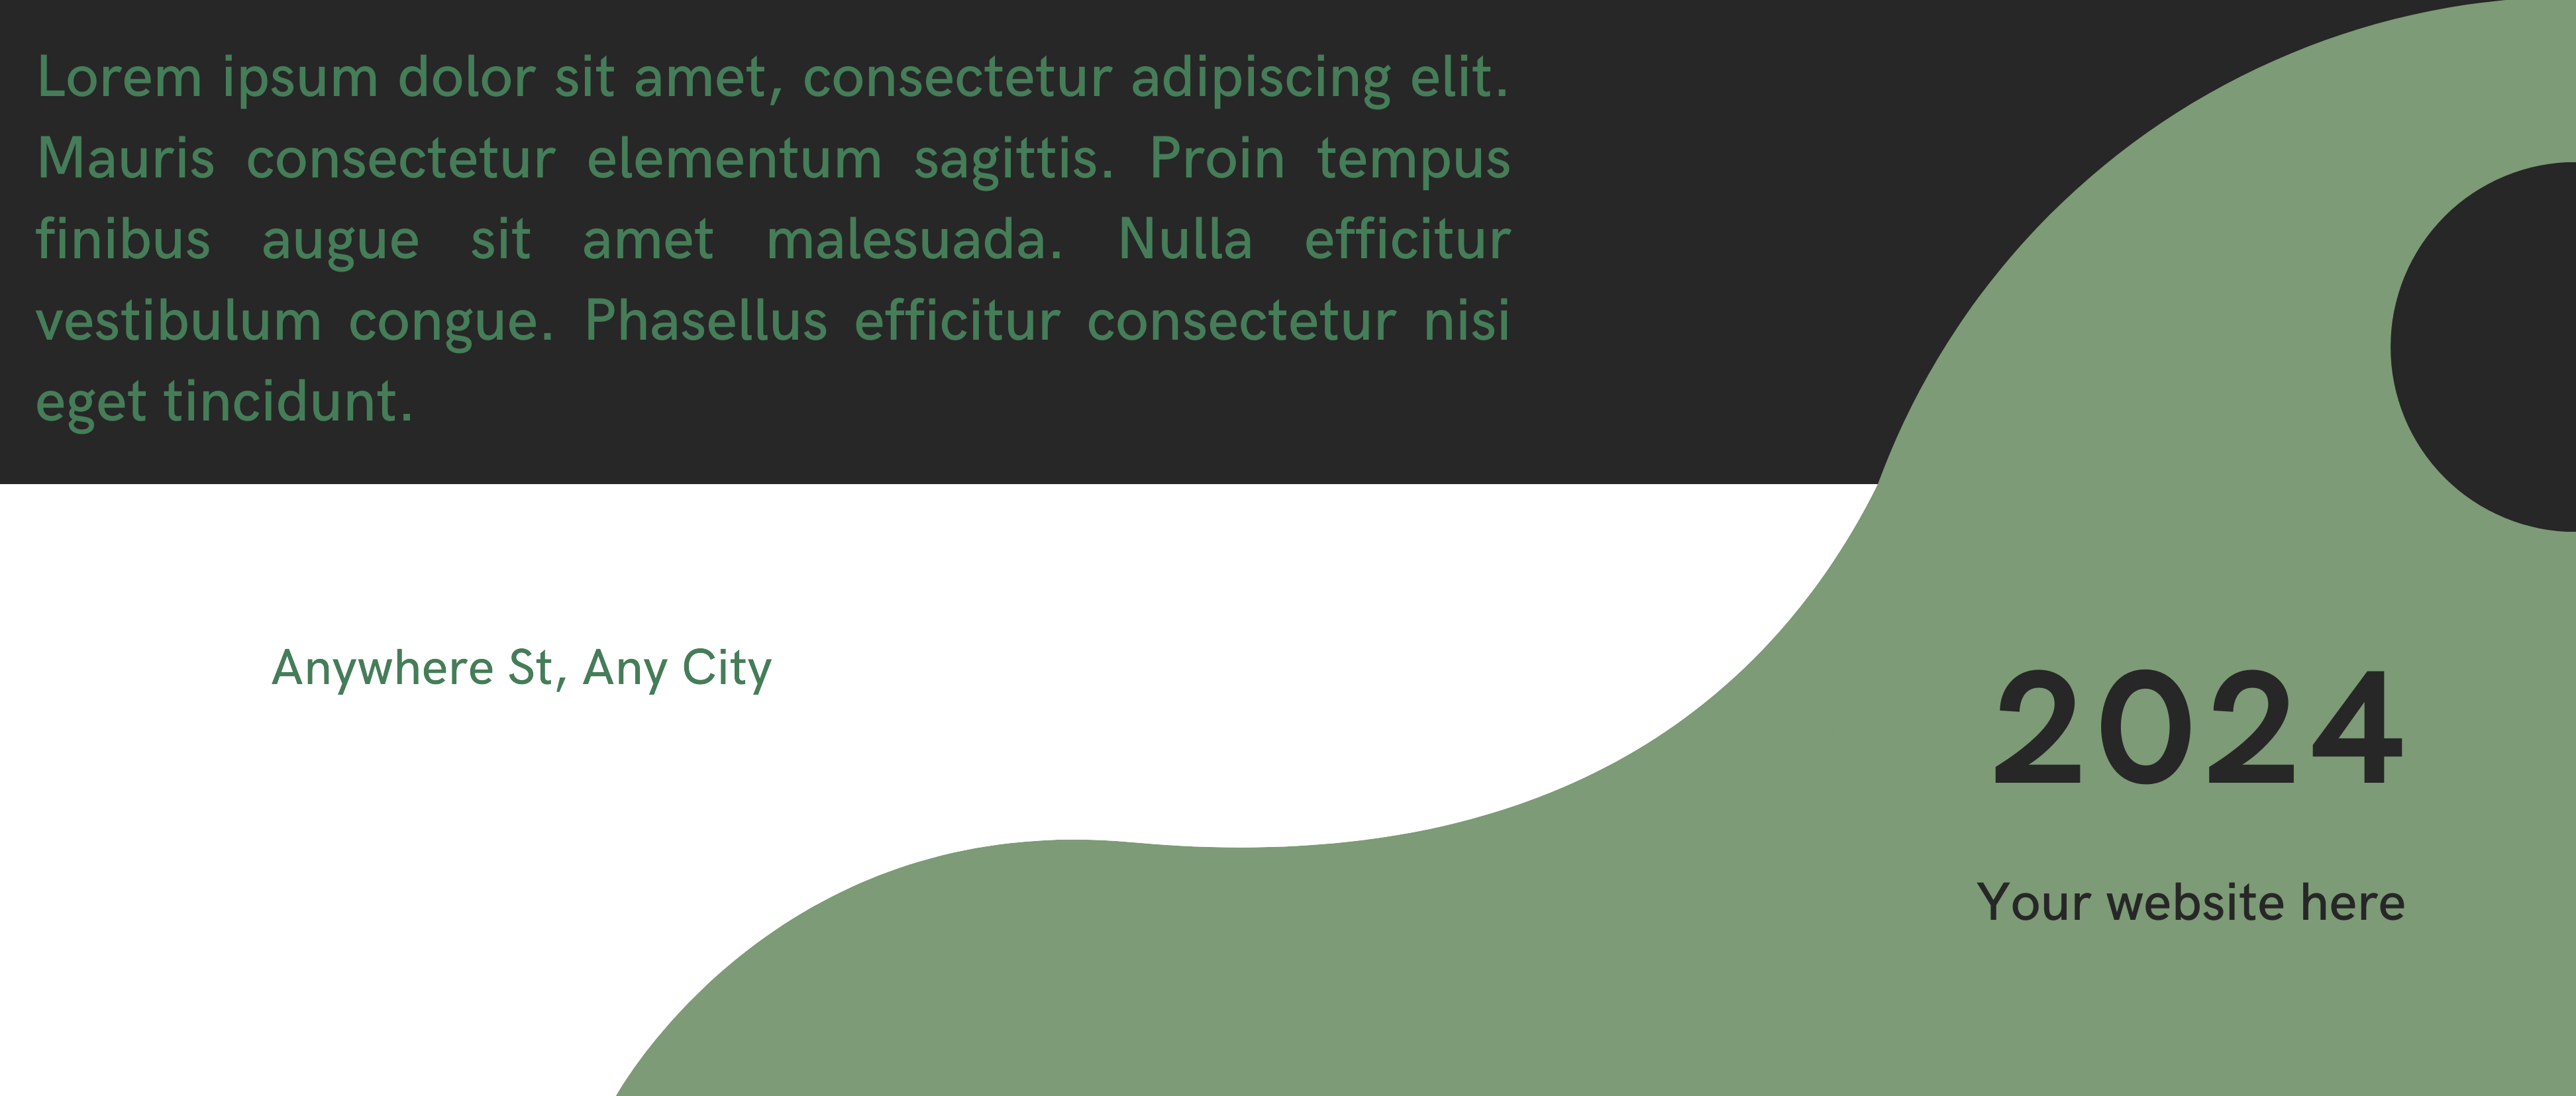 Lorem ipsum dolor sit amet, consectetur adipiscing elit.
Mauris consectetur elementum sagittis. Proin tempus
finibus augue sit amet malesuada. Nulla efficitur
vestibulum congue. Phasellus efficitur consectetur nisi
eget tincidunt.
Anywhere St, Any City
2024
Your website here